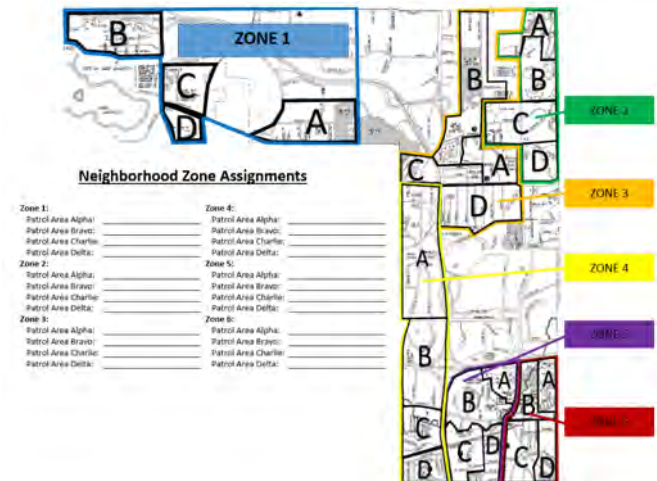 B
ZONE 1
A
B
B
C
C
ZONE 2
D
A
C
A
D
Neighborhood Zone Assignments
D
ZONE 3
Zone 1:
Patrol Area Alpha:
Patrol Area Bravo:
Patrol Area Charlie:
Patrol Area Delta:
Zone 2:
Patrol Area Alpha:
Patrol Area Bravo:
Patrol Area Charlie:
Patrol Area Delta:
Zone 3:
Patrol Area Alpha:
Patrol Area Bravo:
Patrol Area Charlie:
Patrol Area Delta:
Zone 4:
Patrol Area Alpha:
Patrol Area Bravo:
Patrol Area Charlie:
Patrol Area Delta:
Zone 5:
Patrol Area Alpha:
Patrol Area Bravo:
Patrol Area Charlie:
Patrol Area Delta:
Zone 6:
Patrol Area Alpha:
Patrol Area Bravo:
Patrol Area Charlie:
Patrol Area Delta:
A
ZONE 4
B
A
A
B
B
C
D
C
C
D
D